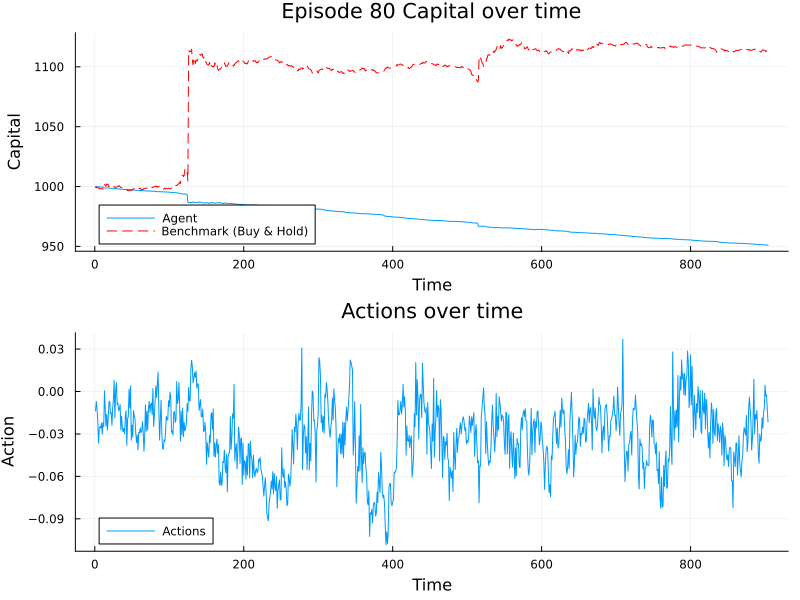 Episode 80 Capital over time
1100
1050
1000
950
Capital
Agent
Benchmark (Buy & Hold)
0
200
400
600
800
Time
Actions over time
0.03
0.00
−0.03
−0.06
−0.09
Action
Actions
0
200
400
600
800
Time